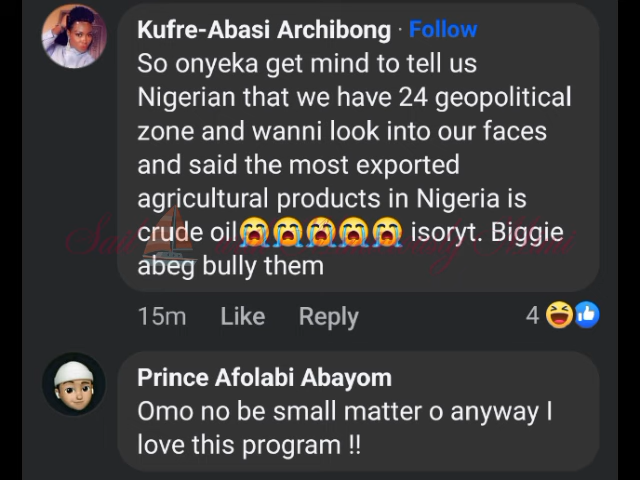 Kufre-Abasi Archibong · Follow
So onyeka get mind to tell us
Nigerian that we have 24 geopolitical
zone and wanni look into our faces
and said the most exported
agricultural products in Nigeria is
crude oil😭😭😭😭😭 isoryt. Biggie
abeg bully them
15m Like Reply 4
Prince Afolabi Abayom
Omo no be small matter o anyway I
love this program !!